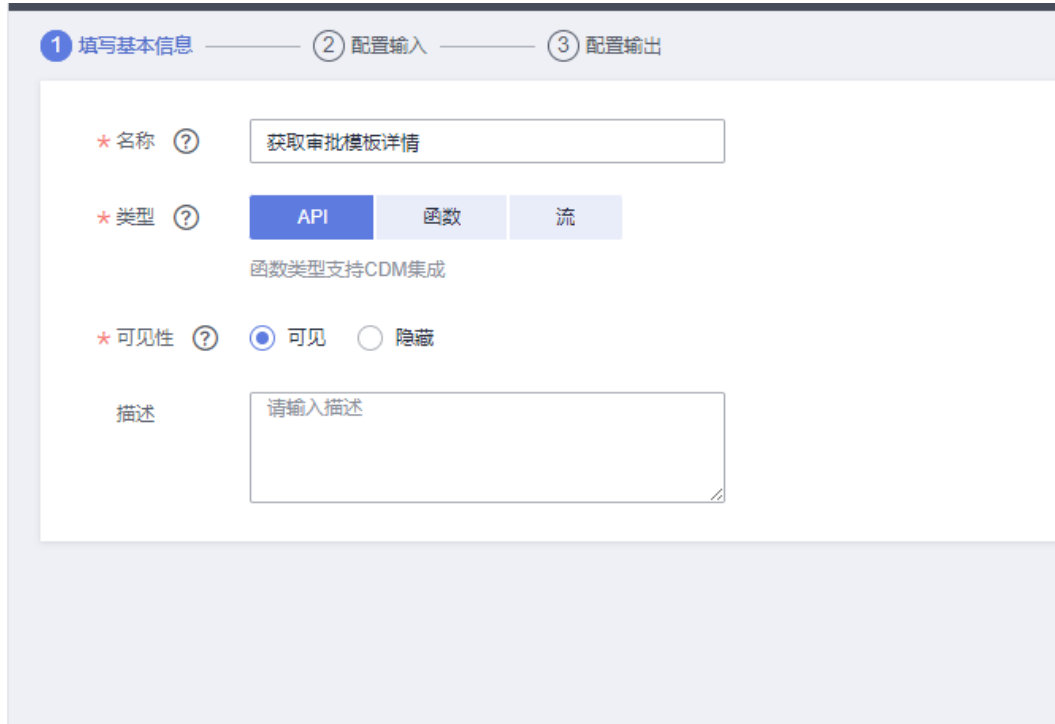 1 填写基本信息 2 配置输入 3 配置输出
* 名称 ? 获取审批模板详情
* 类型 ? API 函数 流
函数类型支持CDM集成
* 可见性 ? 可见 隐藏
描述 请输入描述